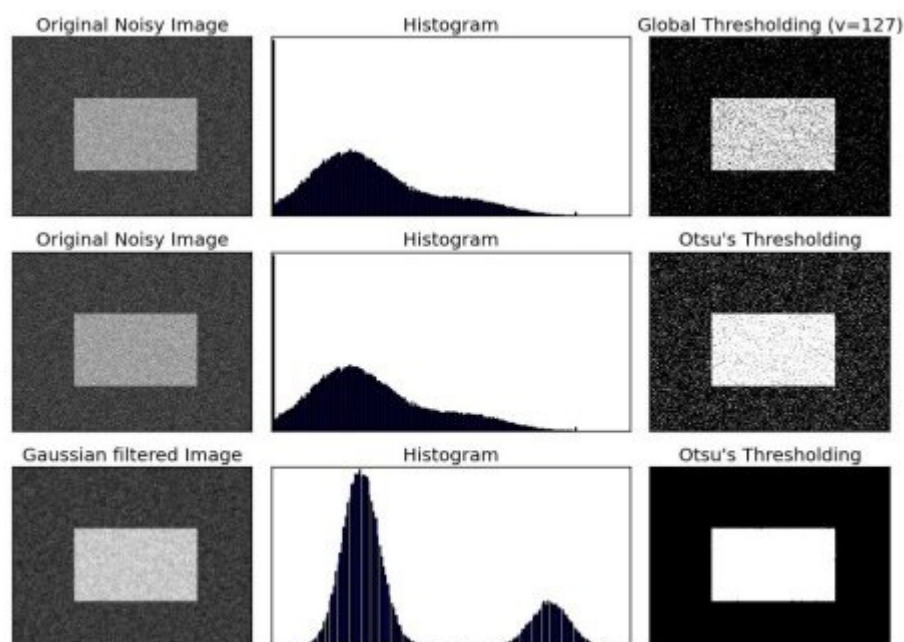 Original Noisy Image
Histogram
Global Thresholding (v=127)
Original Noisy Image
Histogram
Otsu's Thresholding
Gaussian filtered Image
Histogram
Otsu's Thresholding